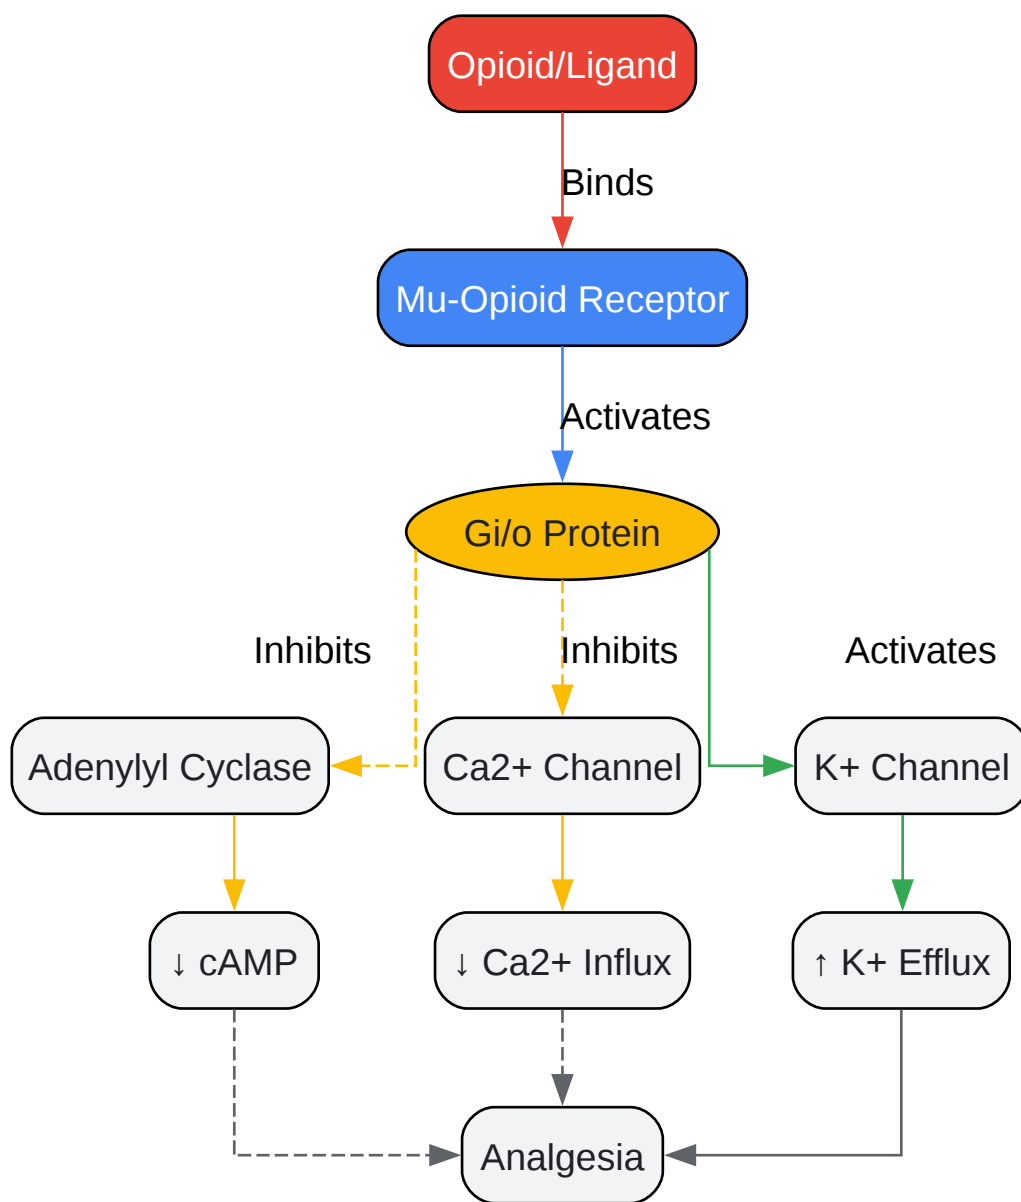 Opioid/Ligand
Binds
Mu-Opioid Receptor
Activates
Gi/o Protein
Inhibits
Inhibits
Activates
Adenylyl Cyclase
Ca2+ Channel
K+ Channel
↓ cAMP
↓ Ca2+ Influx
↑ K+ Efflux
Analgesia